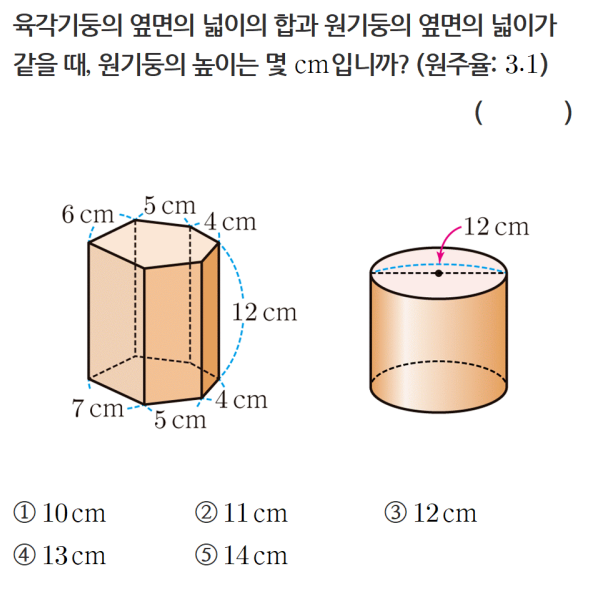 육각기둥의 옆면의 넓이의 합과 원기둥의 옆면의 넓이가
같을 때, 원기둥의 높이는 몇 cm입니까? (원주율: 3.1)
( )
6 cm
5 cm
4 cm
12 cm
12 cm
7 cm
5 cm
4 cm
① 10 cm ② 11 cm ③ 12 cm
④ 13 cm ⑤ 14 cm